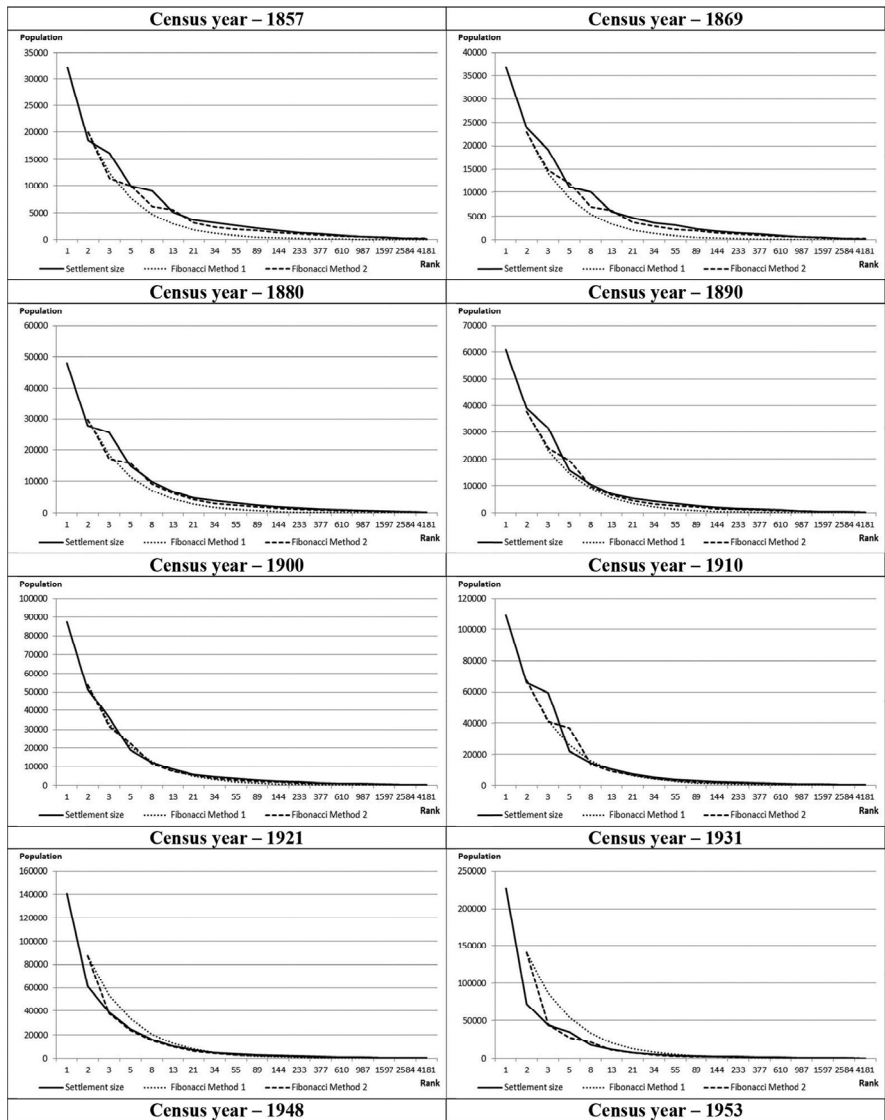 Census year – 1857
Population
35000
30000
25000
20000
15000
10000
5000
0
1 2 3 5 8 13 21 34 55 89 144 233 377 610 987 1597 2584 4181
Rank
Settlement size Fibonacci Method 1 Fibonacci Method 2
Census year – 1869
Population
40000
35000
30000
25000
20000
15000
10000
5000
0
1 2 3 5 8 13 21 34 55 89 144 233 377 610 987 1597 2584 4181
Rank
Settlement size Fibonacci Method 1 Fibonacci Method 2
Census year – 1880
Population
60000
50000
40000
30000
20000
10000
0
1 2 3 5 8 13 21 34 55 89 144 233 377 610 987 1597 2584 4181
Rank
Settlement size Fibonacci Method 1 Fibonacci Method 2
Census year – 1890
Population
70000
60000
50000
40000
30000
20000
10000
0
1 2 3 5 8 13 21 34 55 89 144 233 377 610 987 1597 2584 4181
Rank
Settlement size Fibonacci Method 1 Fibonacci Method 2
Census year – 1900
Population
100000
90000
80000
70000
60000
50000
40000
30000
20000
10000
0
1 2 3 5 8 13 21 34 55 89 144 233 377 610 987 1597 2584 4181
Rank
Settlement size Fibonacci Method 1 Fibonacci Method 2
Census year – 1910
Population
120000
100000
80000
60000
40000
20000
0
1 2 3 5 8 13 21 34 55 89 144 233 377 610 987 1597 2584 4181
Rank
Settlement size Fibonacci Method 1 Fibonacci Method 2
Census year – 1921
Population
160000
140000
120000
100000
80000
60000
40000
20000
0
1 2 3 5 8 13 21 34 55 89 144 233 377 610 987 1597 2584 4181
Rank
Settlement size Fibonacci Method 1 Fibonacci Method 2
Census year – 1931
Population
250000
200000
150000
100000
50000
0
1 2 3 5 8 13 21 34 55 89 144 233 377 610 987 1597 2584 4181
Rank
Settlement size Fibonacci Method 1 Fibonacci Method 2
Census year – 1948
Census year – 1953